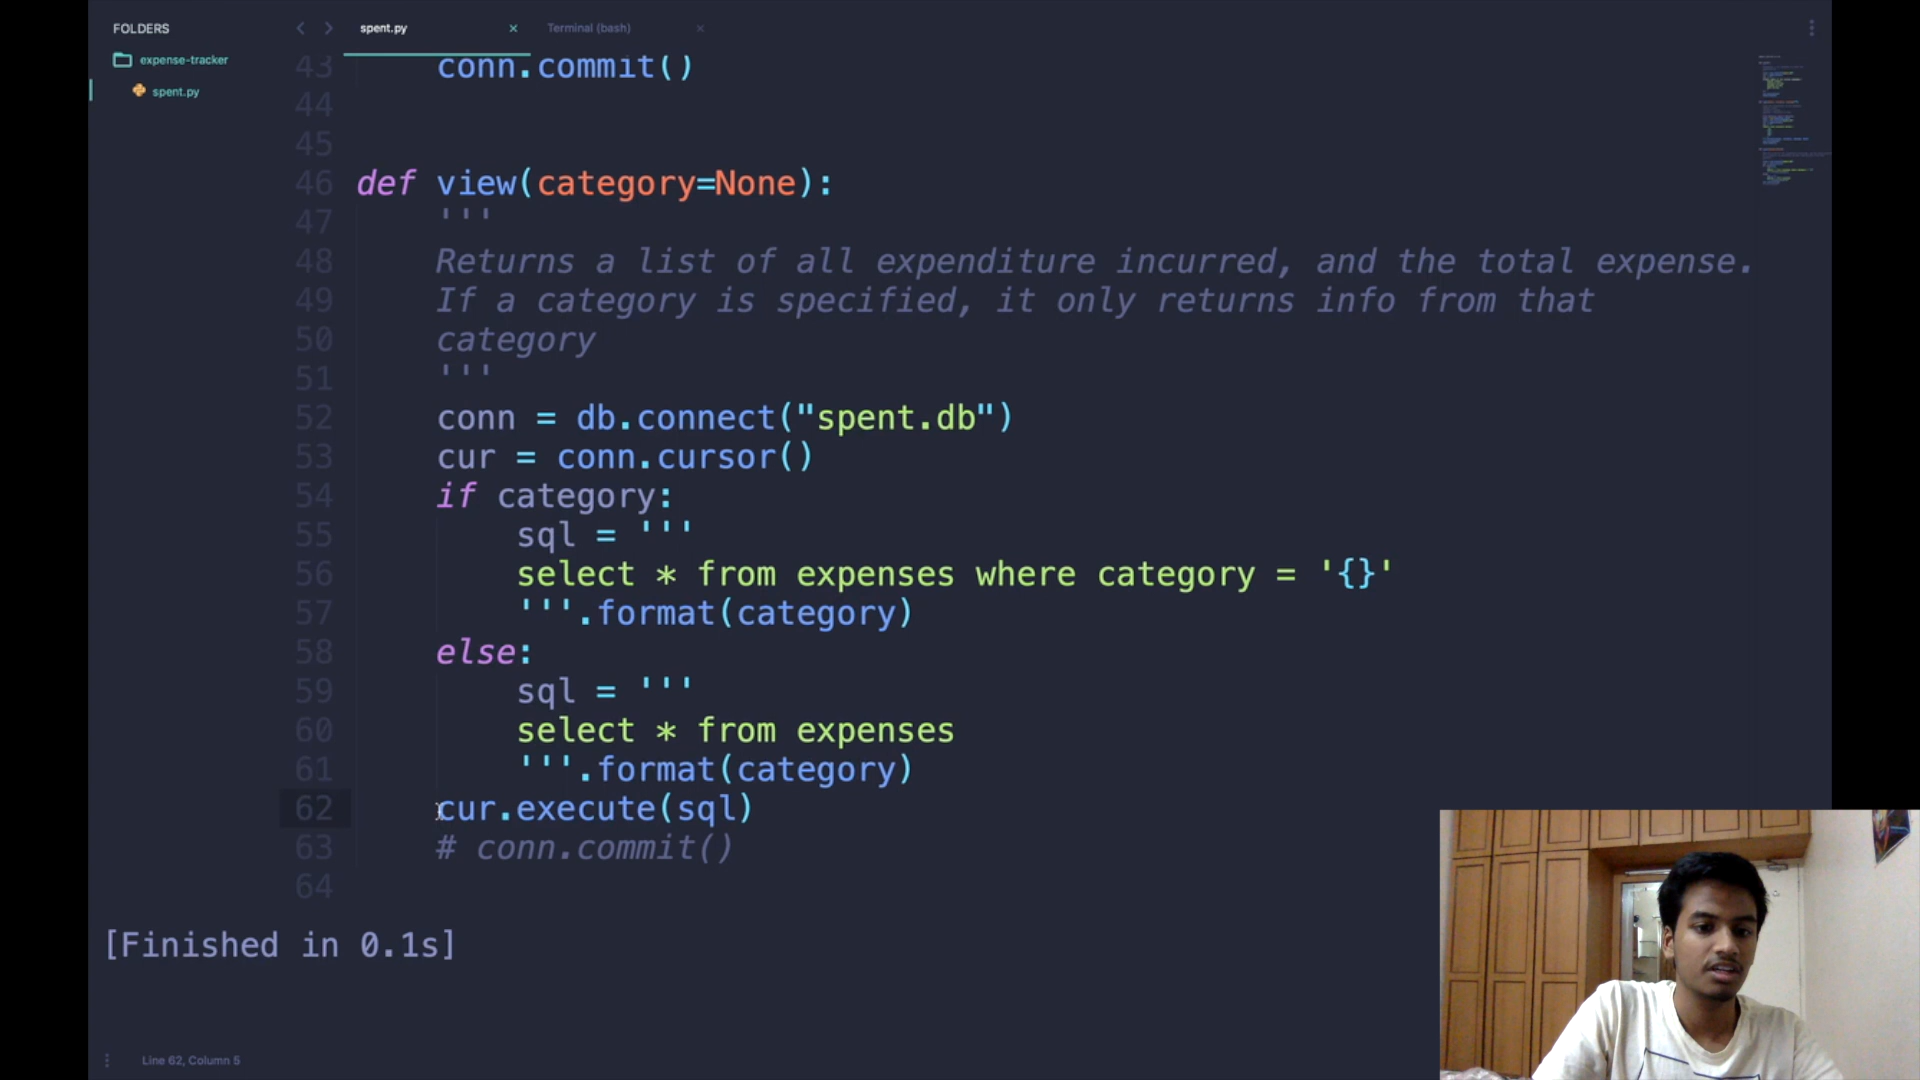 FOLDERS
expense-tracker
spent.py
spent.py ×
Terminal (bash) ×
43 conn.commit()
44
45
46 def view(category=None):
47 '''
48 Returns a list of all expenditure incurred, and the total expense.
49 If a category is specified, it only returns info from that
50 category
51 '''
52 conn = db.connect("spent.db")
53 cur = conn.cursor()
54 if category:
55 sql = '''
56 select * from expenses where category = '{}'
57 '''.format(category)
58 else:
59 sql = '''
60 select * from expenses
61 '''.format(category)
62 cur.execute(sql)
63 # conn.commit()
64
[Finished in 0.1s]
Line 62, Column 5